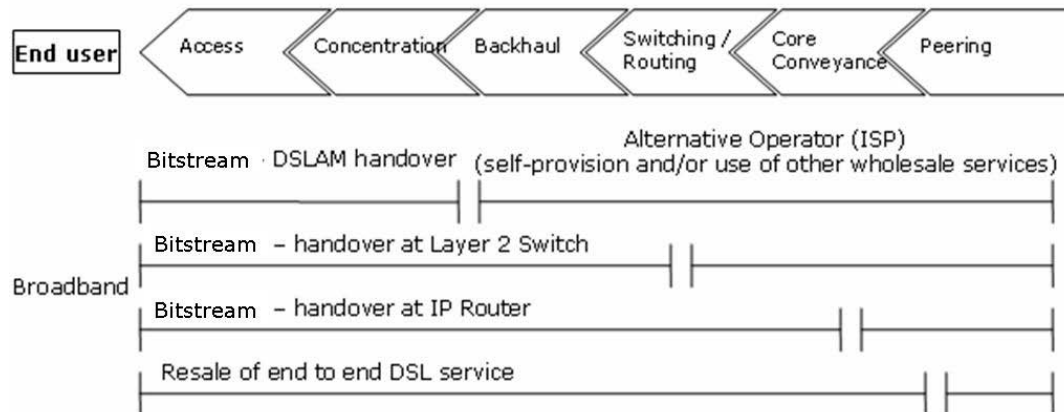 End user
Access
Concentration
Backhaul
Switching /
Routing
Core
Conveyance
Peering
Bitstream - DSLAM handover
Alternative Operator (ISP)
(self-provision and/or use of other wholesale services)
Bitstream – handover at Layer 2 Switch
Broadband
Bitstream – handover at IP Router
Resale of end to end DSL service